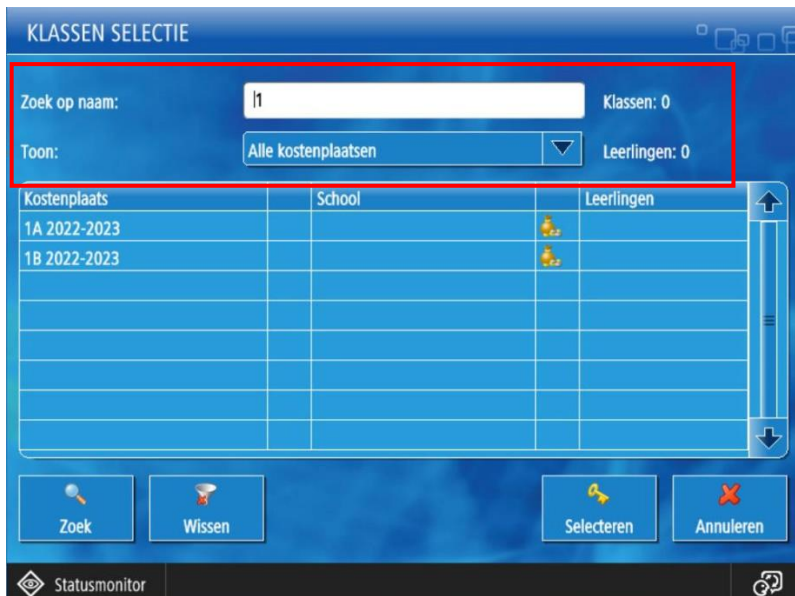 KLASSEN SELECTIE
Zoek op naam: 1 Klassen: 0
Toon: Alle kostenplaatsen Leerlingen: 0
Kostenplaats School Leerlingen
1A 2022-2023
1B 2022-2023
Zoek Wissen Selecteren Annuleren
Statusmonitor